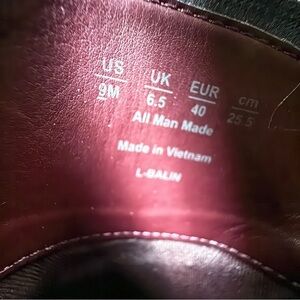 US UK EUR cm
9M 6.5 40 25.5
All Man Made
Made in Vietnam
L-BALIN